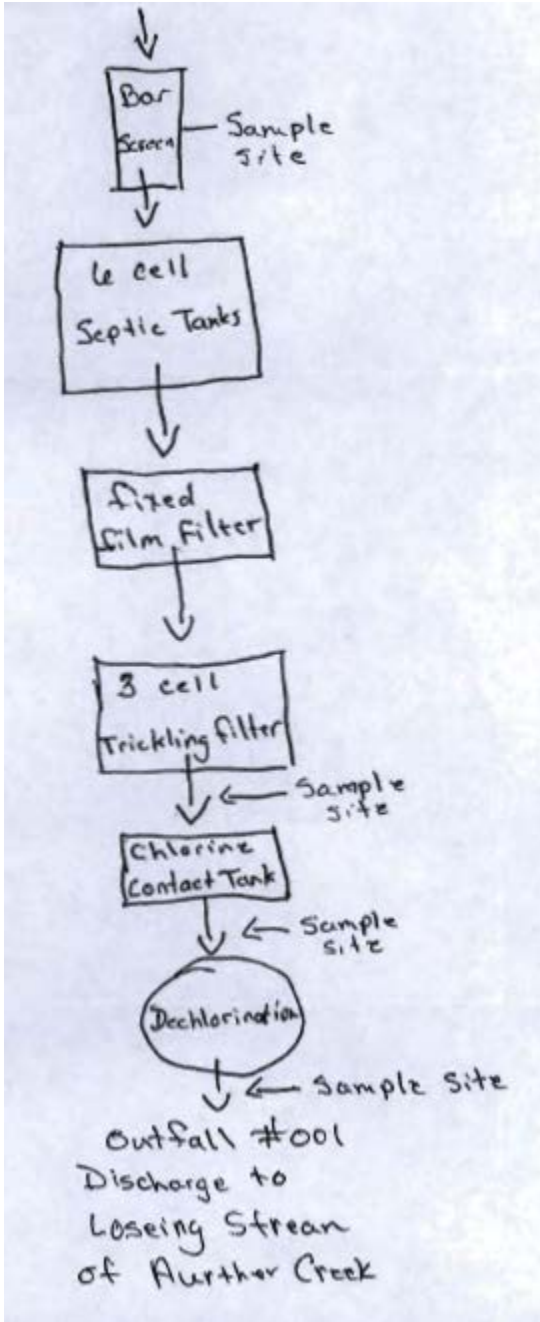 Bar
Screen
Sample
site
6 cell
Septic Tanks
fixed
film Filter
3 cell
Trickling filter
Sample
site
Chlorine
Contact Tank
Sample
site
Dechlorination
Sample Site
Outfall #001
Discharge to
Loseing Strean
of Aurther Creek